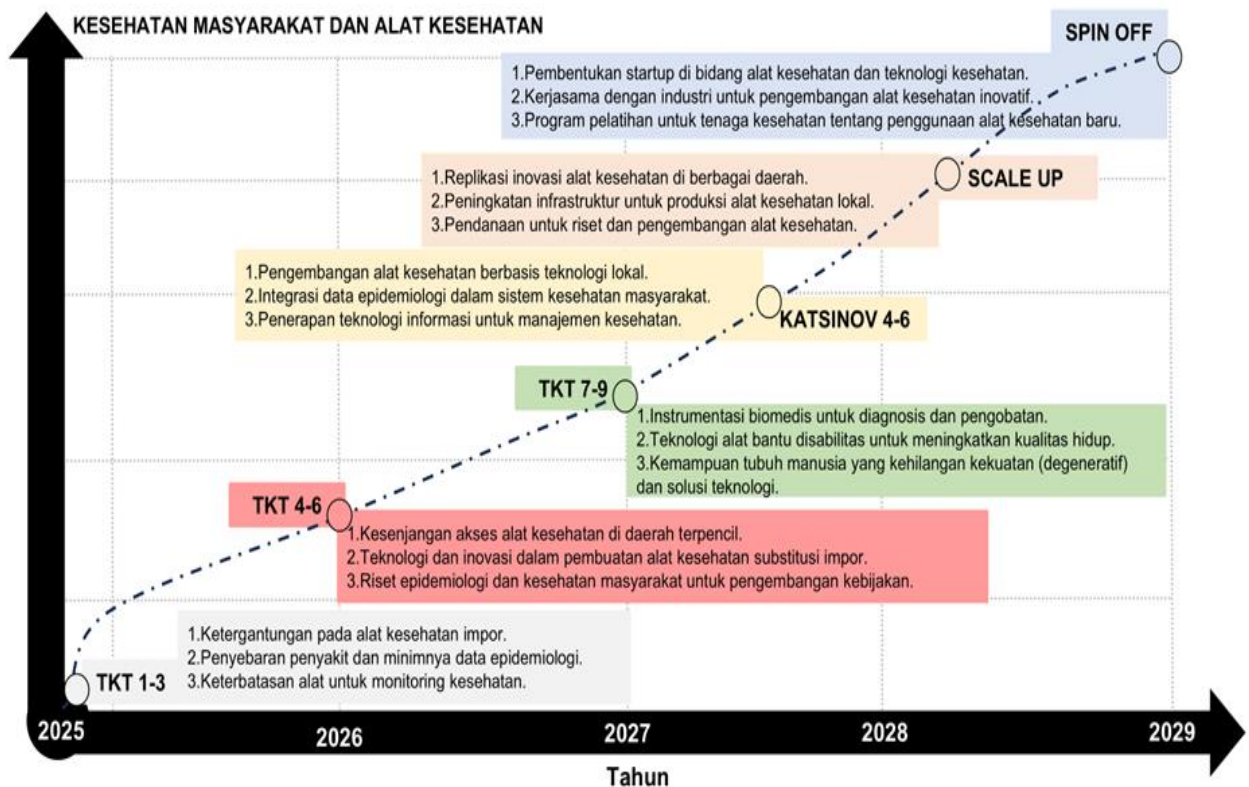 KESEHATAN MASYARAKAT DAN ALAT KESEHATAN
SPIN OFF
1.Pembentukan startup di bidang alat kesehatan dan teknologi kesehatan.
2.Kerjasama dengan industri untuk pengembangan alat kesehatan inovatif.
3.Program pelatihan untuk tenaga kesehatan tentang penggunaan alat kesehatan baru.
1.Replikasi inovasi alat kesehatan di berbagai daerah.
2.Peningkatan infrastruktur untuk produksi alat kesehatan lokal.
3.Pendanaan untuk riset dan pengembangan alat kesehatan.
SCALE UP
1.Pengembangan alat kesehatan berbasis teknologi lokal.
2.Integrasi data epidemiologi dalam sistem kesehatan masyarakat.
3.Penerapan teknologi informasi untuk manajemen kesehatan.
KATSINOV 4-6
TKT 7-9
1.Instrumentasi biomedis untuk diagnosis dan pengobatan.
2.Teknologi alat bantu disabilitas untuk meningkatkan kualitas hidup.
3.Kemampuan tubuh manusia yang kehilangan kekuatan (degeneratif)
dan solusi teknologi.
TKT 4-6
1.Kesenjangan akses alat kesehatan di daerah terpencil.
2.Teknologi dan inovasi dalam pembuatan alat kesehatan substitusi impor.
3.Riset epidemiologi dan kesehatan masyarakat untuk pengembangan kebijakan.
1.Ketergantungan pada alat kesehatan impor.
2.Penyebaran penyakit dan minimnya data epidemiologi.
3.Keterbatasan alat untuk monitoring kesehatan.
TKT 1-3
2025
2026
2027
2028
2029
Tahun